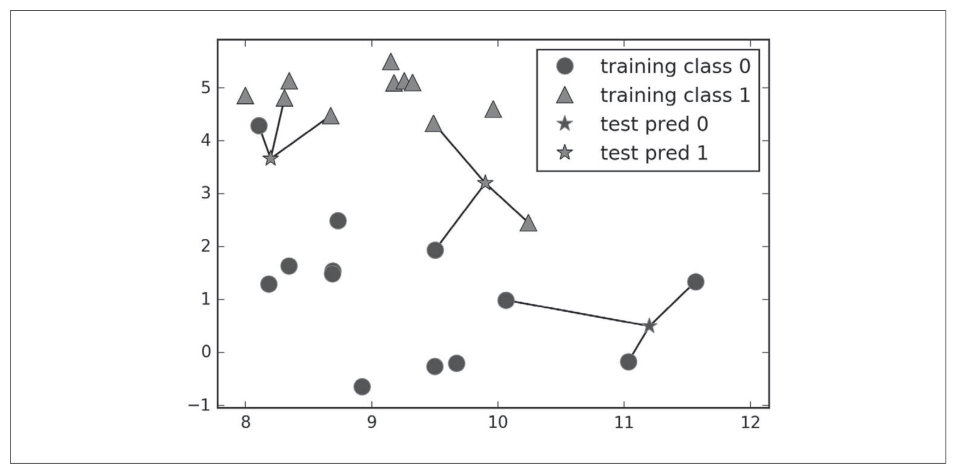 training class 0
training class 1
test pred 0
test pred 1
5
4
3
2
1
0
−1
8 9 10 11 12